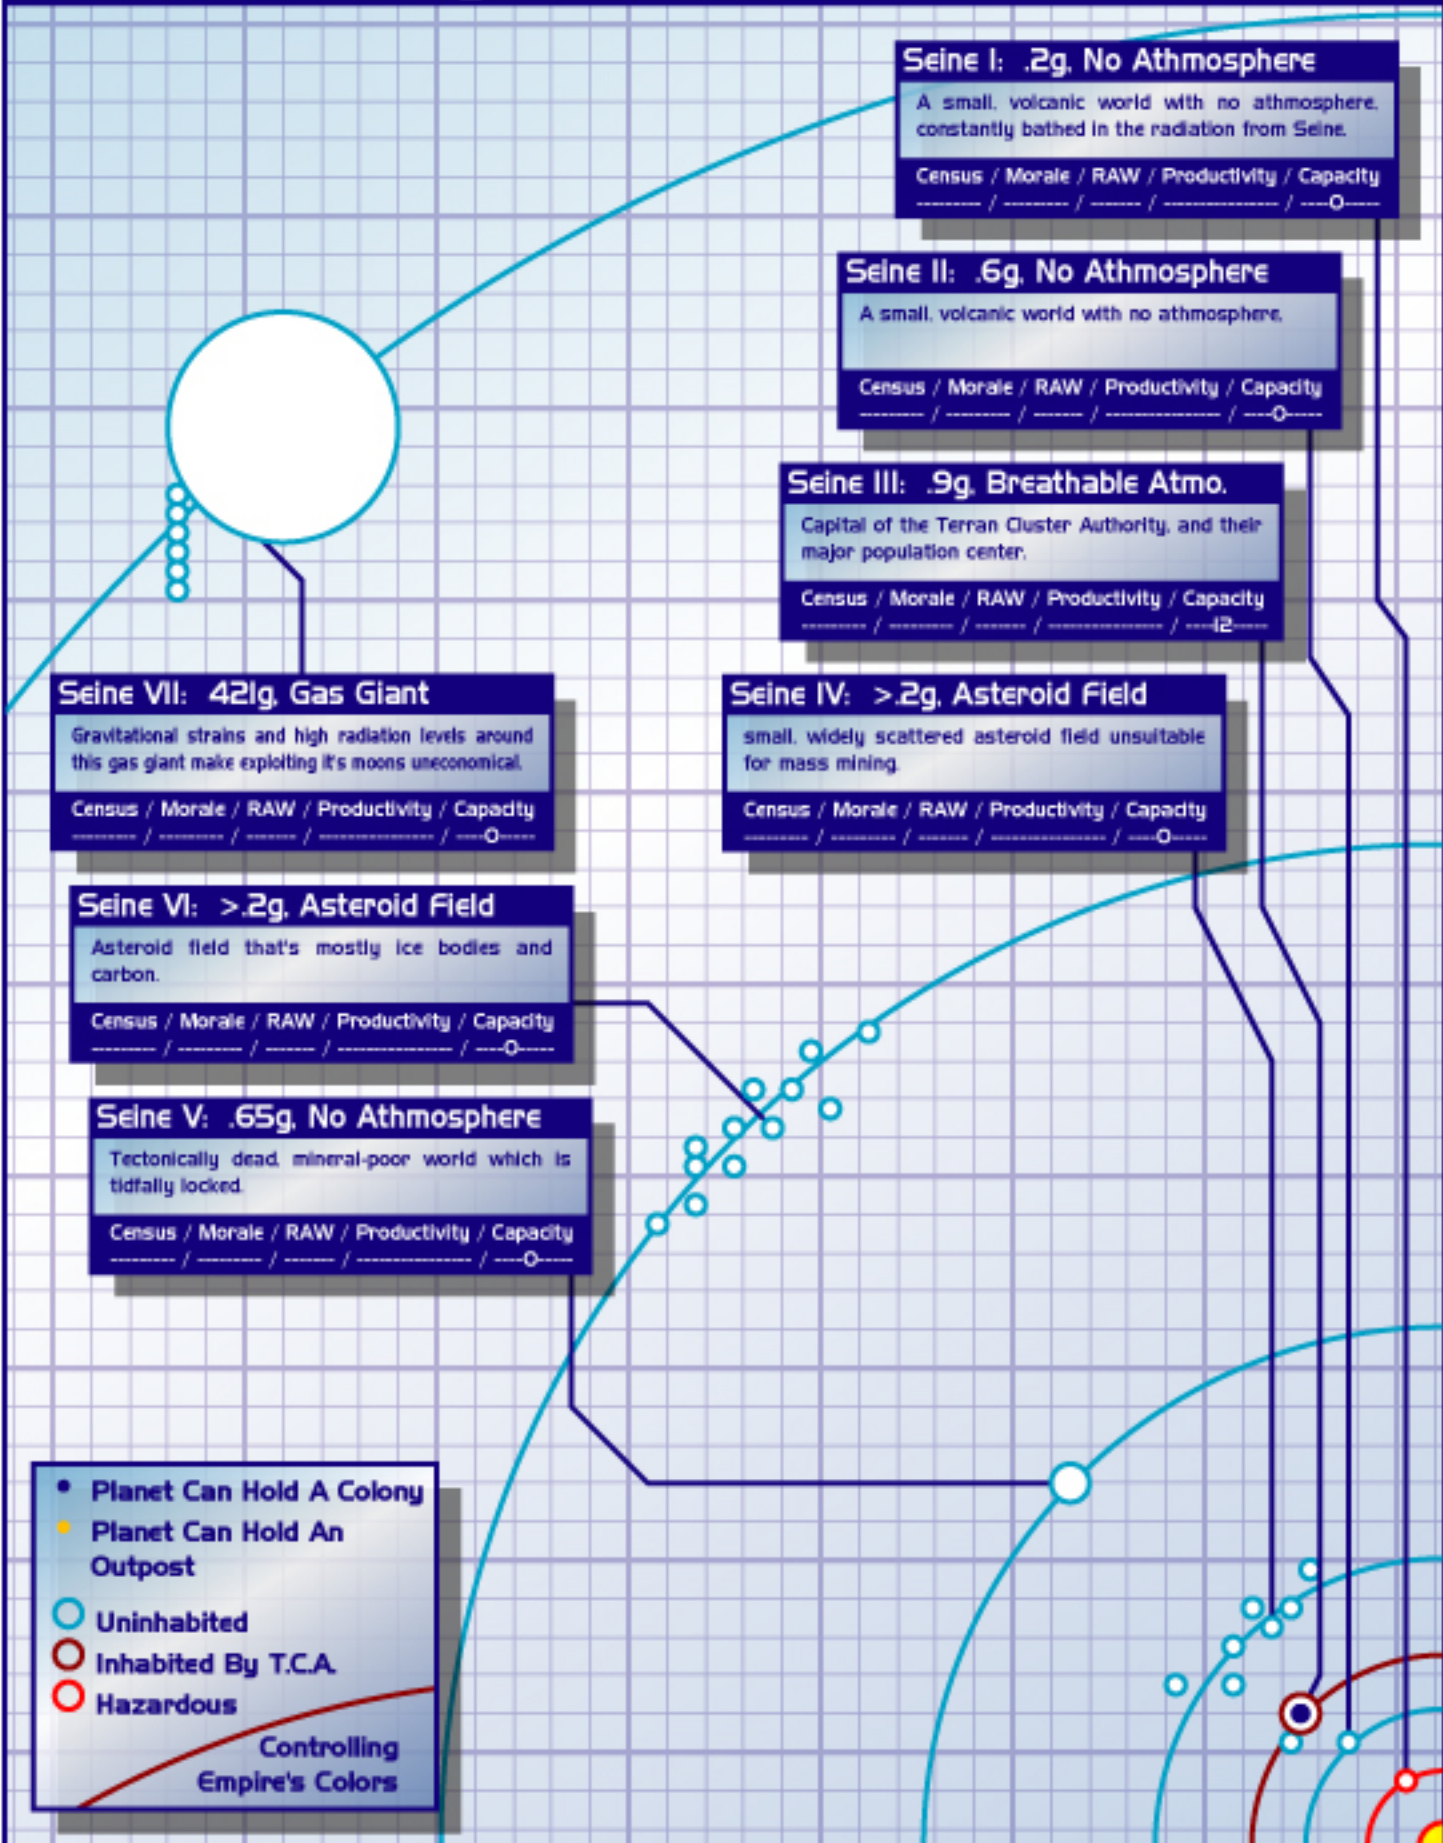 Seine I: .2g, No Athmosphere
A small, volcanic world with no athmosphere,
constantly bathed in the radiation from Seine.
Census / Morale / RAW / Productivity / Capacity
--------- / --------- / ------- / ---------------- / ----0-----
Seine II: .6g, No Athmosphere
A small, volcanic world with no athmosphere,
Census / Morale / RAW / Productivity / Capacity
--------- / --------- / ------- / ---------------- / ----0-----
Seine III: .9g, Breathable Atmo.
Capital of the Terran Cluster Authority, and their
major population center.
Census / Morale / RAW / Productivity / Capacity
--------- / --------- / ------- / ---------------- / ----12-----
Seine IV: >.2g, Asteroid Field
small, widely scattered asteroid field unsuitable
for mass mining.
Census / Morale / RAW / Productivity / Capacity
--------- / --------- / ------- / ---------------- / ----0-----
Seine VII: 421g, Gas Giant
Gravitational strains and high radiation levels around
this gas giant make exploiting it's moons uneconomical.
Census / Morale / RAW / Productivity / Capacity
--------- / --------- / ------- / ---------------- / ----0-----
Seine VI: >.2g, Asteroid Field
Asteroid field that's mostly ice bodies and
carbon.
Census / Morale / RAW / Productivity / Capacity
--------- / --------- / ------- / ---------------- / ----0-----
Seine V: .65g, No Athmosphere
Tectonically dead, mineral-poor world which is
tidfally locked.
Census / Morale / RAW / Productivity / Capacity
--------- / --------- / ------- / ---------------- / ----0-----
Planet Can Hold A Colony
Planet Can Hold An
Outpost
Uninhabited
Inhabited By T.C.A.
Hazardous
Controlling
Empire's Colors